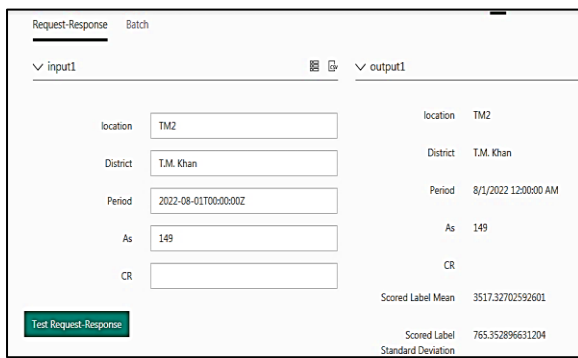 Request-Response Batch
input1
location TM2
District T.M. Khan
Period 2022-08-01T00:00:00Z
As 149
CR
Test Request-Response
output1
location TM2
District T.M. Khan
Period 8/1/2022 12:00:00 AM
As 149
CR
Scored Label Mean 3517.32702592601
Scored Label
Standard Deviation 765.352896631204